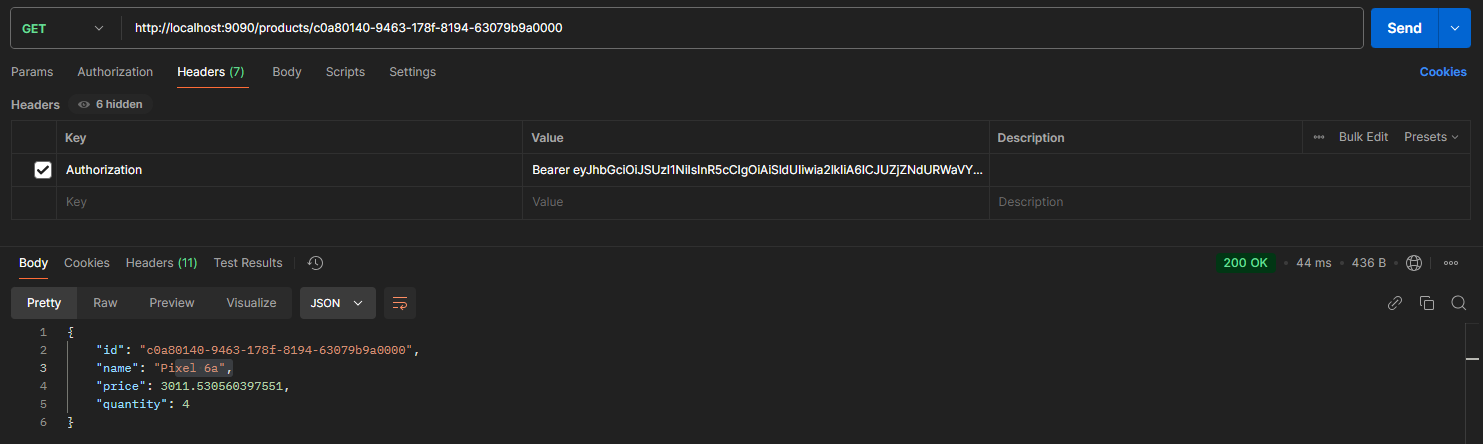 GET http://localhost:9090/products/c0a80140-9463-178f-8194-63079b9a0000 Send
Params Authorization Headers (7) Body Scripts Settings Cookies
Headers 6 hidden
Key Value Description Bulk Edit Presets
Authorization Bearer eyJhbGciOiJSUzI1NiIsInR5cCIgOiAiSldUIiwia2lkIiA6ICJUZjZNdURWaVY...
Key Value Description
Body Cookies Headers (11) Test Results 200 OK 44 ms 436 B
Pretty Raw Preview Visualize JSON
1 {
2 "id": "c0a80140-9463-178f-8194-63079b9a0000",
3 "name": "Pixel 6a",
4 "price": 3011.530560397551,
5 "quantity": 4
6 }